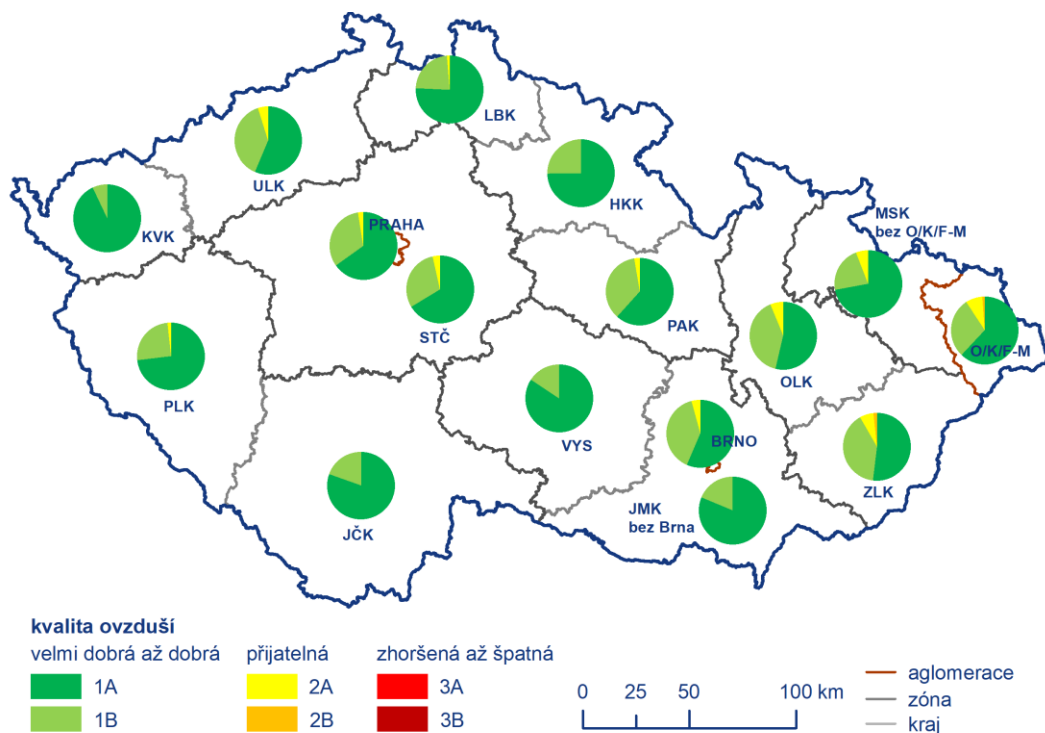 LBK
ULK
HKK
KVK
PRAHA
MSK
bez O/K/F-M
STČ
PAK
O/K/F-M
OLK
PLK
VYS
BRNO
ZLK
JMK
bez Brna
JČK
kvalita ovzduší
velmi dobrá až dobrá
přijatelná
zhoršená až špatná
1A
2A
3A
1B
2B
3B
0 25 50 100 km
aglomerace
zóna
kraj